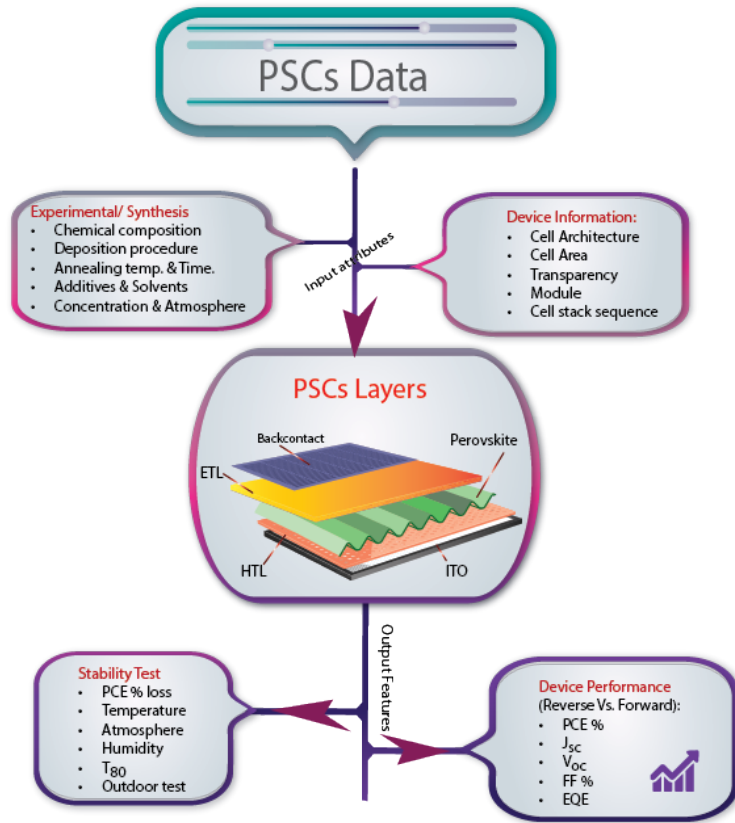 PSCs Data
Experimental/ Synthesis
• Chemical composition
• Deposition procedure
• Annealing temp. & Time.
• Additives & Solvents
• Concentration & Atmosphere
Input attributes
Device Information:
• Cell Architecture
• Cell Area
• Transparency
• Module
• Cell stack sequence
PSCs Layers
Backcontact
Perovskite
ETL
HTL
ITO
Output Features
Stability Test
• PCE % loss
• Temperature
• Atmosphere
• Humidity
• T80
• Outdoor test
Device Performance
(Reverse Vs. Forward):
• PCE %
• JSC
• VOC
• FF %
• EQE